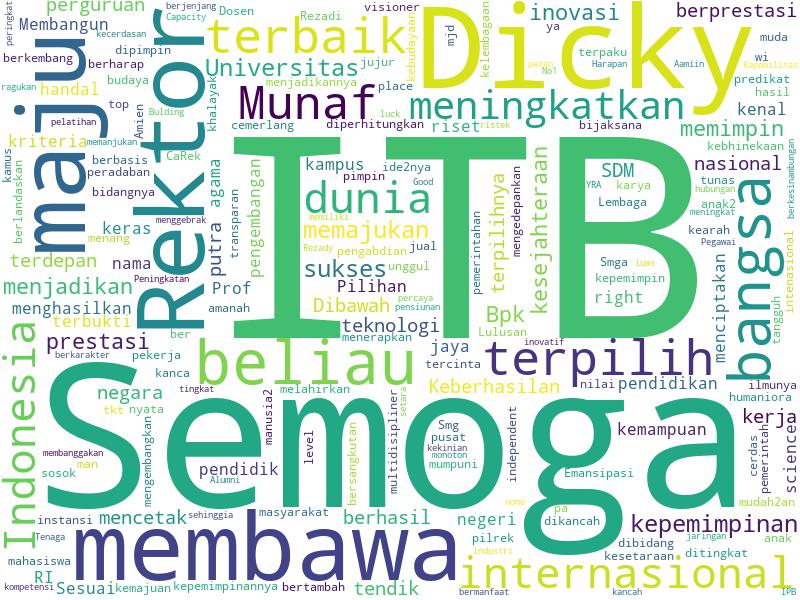 peringkat
perguruan
Membangun
kecerdasan
dipimpin
berkembang
berharap
ragukan
handal
budaya
pelatihan
top
kriteria
memanjukan
kamus
berbasis
peradaban
bidangnya
berlandaskan
maju
keras
menang
terdepan
nama
menjadikan
Peningkatan
menghasilkan
terbukti
ber
prestasi
berkarakter
pekerja
Rektor
CaRek
Amien
Bulding
menggebrak
berjenjang
Capacity
Dosen
Rezadi
visioner
terbaik
Universitas
jujur
menjadikannya
place
khalayak
Munaf
luck
cemerlang
diperhitungkan
riset
ristek
mjd
kebudayaan
kelembagaan
Dicky
meningkatkan
inovasi
ya
berprestasi
terpaku
Harapan
muda
wi
Aamiin
paten
Kapabilitas
No1
predikat
hasil
kenal
bijaksana
memimpin
kebhinekaan
nasional
ITB
agama
putra
transparan
pengembangan
Prof
amanah
kampus
pimpin
ide2nya
Good
dunia
memiliki
memajukan
Rezady
pengabdian
jual
sukses
unggul
Pilihan
percaya
pensiunan
Dibawah
teknologi
menerapkan
pemerintahan
terpilihnya
mengedepankan
kesejahteraan
Bpk
Lulusan
inovatif
SDM
YRA
karya
Lembaga
Smga
luas
kepemimpin
right
tunas
hubungan
anak2
meningkat
kearah
Pegawai
menciptakan
bangsa
berkesinambungan
intenasional
tangguh
Indonesia
negara
tkt
nyata
kanca
tingkat
beliau
melahirkan
jaya
tercinta
terpilih
Keberhasilan
nilai
pendidikan
ilmunya
humaniora
kerja
Semoga
membanggakan
man
sosok
mengembangkan
pendidik
Alumni
manusia2
level
bersangkutan
multidisipliner
setara
Smg
pusat
kekinian
monoton
mumpuni
independent
kemampuan
Emansipasi
cerdas
pemerintah
science
none
pa
dikancah
mudah2an
instansi
mencetak
sehinggia
masyarakat
berhasil
negeri
pilrek
kepemimpinan
Tenaga
mahasiswa
membawa
dibidang
kesetaraan
jaringan
ditingkat
anak
RI
industri
internasional
kompetensi
Sesuai
kemajuan
kepemimpinannya
bertambah
tendik
bermanfaat
kancah
IPB